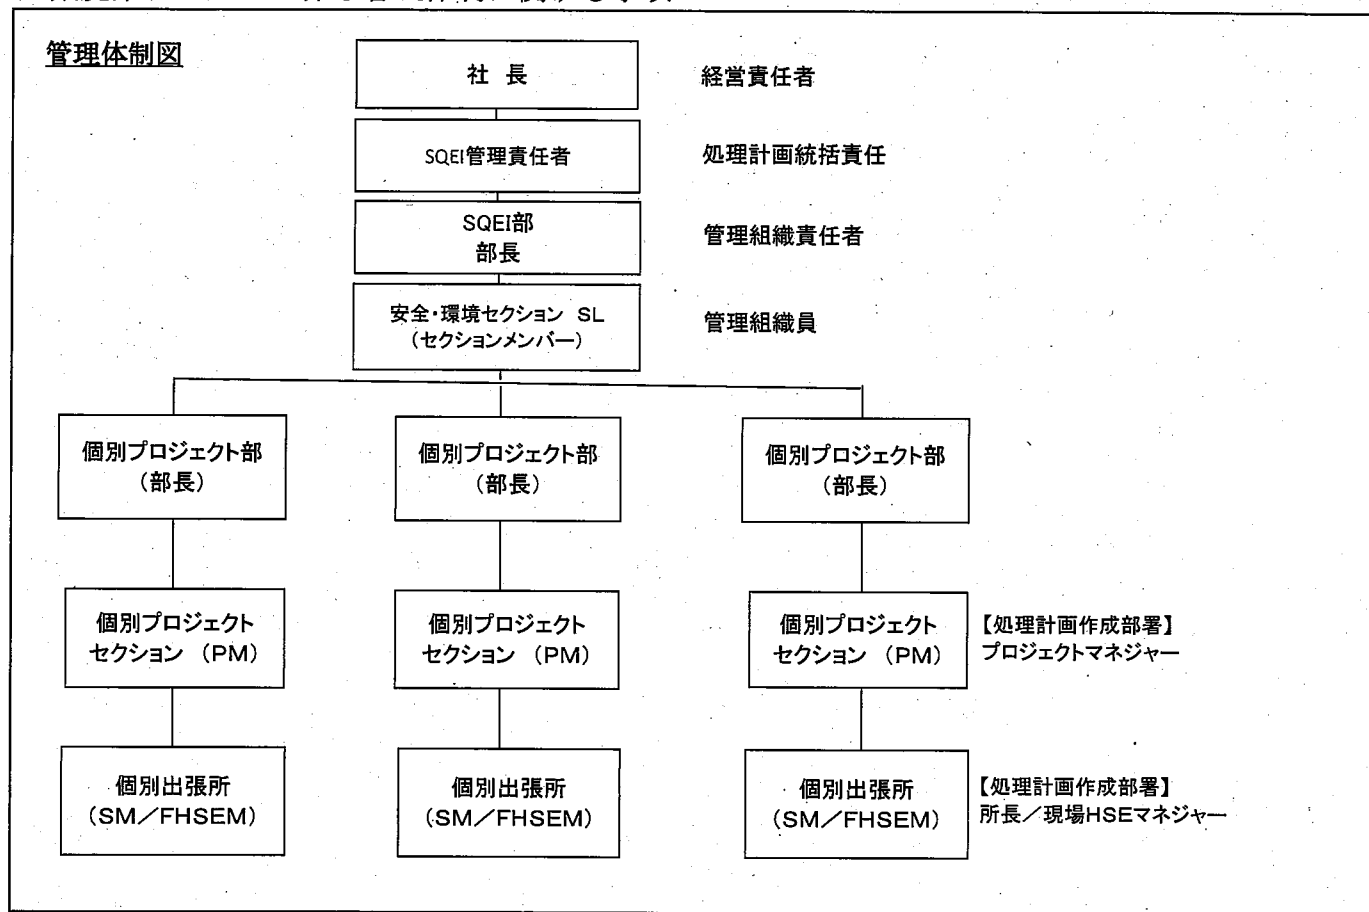 管理体制図
社 長
経営責任者
SQEI管理責任者
処理計画統括責任
SQEI部
部長
管理組織責任者
安全・環境セクション SL
（セクションメンバー）
管理組織員
個別プロジェクト部
（部長）
個別プロジェクト部
（部長）
個別プロジェクト部
（部長）
個別プロジェクト
セクション （PM）
個別プロジェクト
セクション （PM）
個別プロジェクト
セクション （PM）
【処理計画作成部署】
プロジェクトマネジャー
個別出張所
（SM／FHSEM）
個別出張所
（SM／FHSEM）
個別出張所
（SM／FHSEM）
【処理計画作成部署】
所長／現場HSEマネジャー